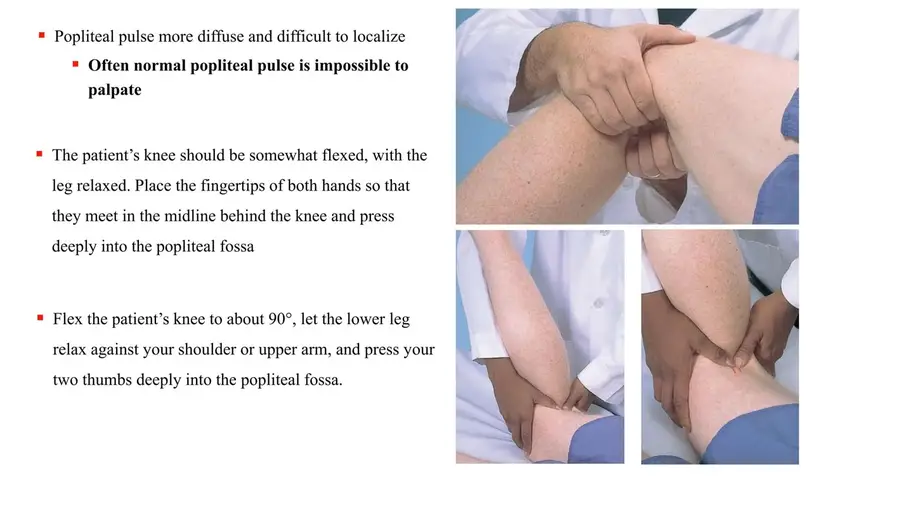 Popliteal pulse more diffuse and difficult to localize
Often normal popliteal pulse is impossible to
palpate
The patient’s knee should be somewhat flexed, with the
leg relaxed. Place the fingertips of both hands so that
they meet in the midline behind the knee and press
deeply into the popliteal fossa
Flex the patient’s knee to about 90°, let the lower leg
relax against your shoulder or upper arm, and press your
two thumbs deeply into the popliteal fossa.